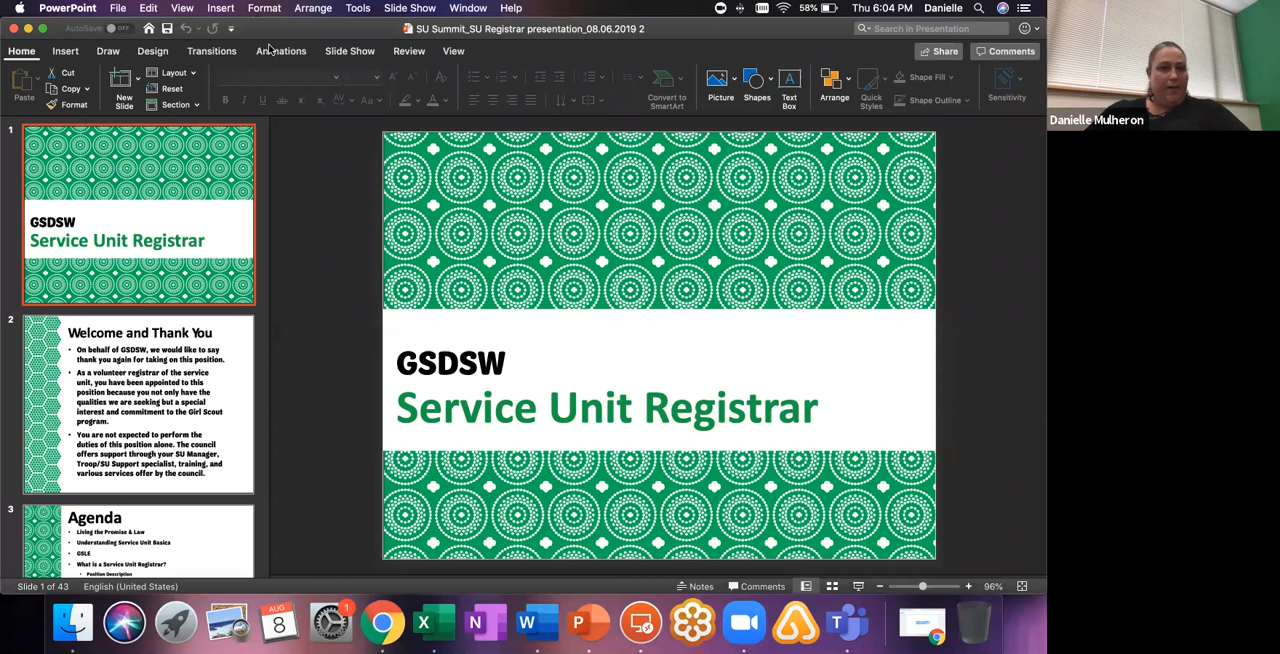 PowerPoint File Edit View Insert Format Arrange Tools Slide Show Window Help 58% Thu 6:04 PM Danielle
AutoSave OFF SU Summit_SU Registrar presentation_08.06.2019 2 Search in Presentation
Home Insert Draw Design Transitions Animations Slide Show Review View Share Comments
Paste Cut Copy Format New Slide Layout Reset Section B I U ab X X AV Aa A Convert to SmartArt Picture Shapes Text Box Arrange Quick Styles Shape Fill Shape Outline Sensitivity
Danielle Mulheron
1
GSDSW
Service Unit Registrar
2
Welcome and Thank You
• On behalf of GSDSW, we would like to say
thank you again for taking on this position.
• As a volunteer registrar of the service
unit, you have been appointed to this
position because you not only have the
qualities we are seeking but a special
interest and commitment to the Girl Scout
program.
• You are not expected to perform the
duties of this position alone. The council
offers support through your SU Manager,
Troop/SU Support specialist, training, and
various services offer by the council.
3
Agenda
• Living the Promise & Law
• Understanding Service Unit Basics
• GSLE
• What is a Service Unit Registrar?
• Position Description
GSDSW
Service Unit Registrar
Slide 1 of 43 English (United States) Notes Comments 96%
AUG
8
1
X N W P T
zoom